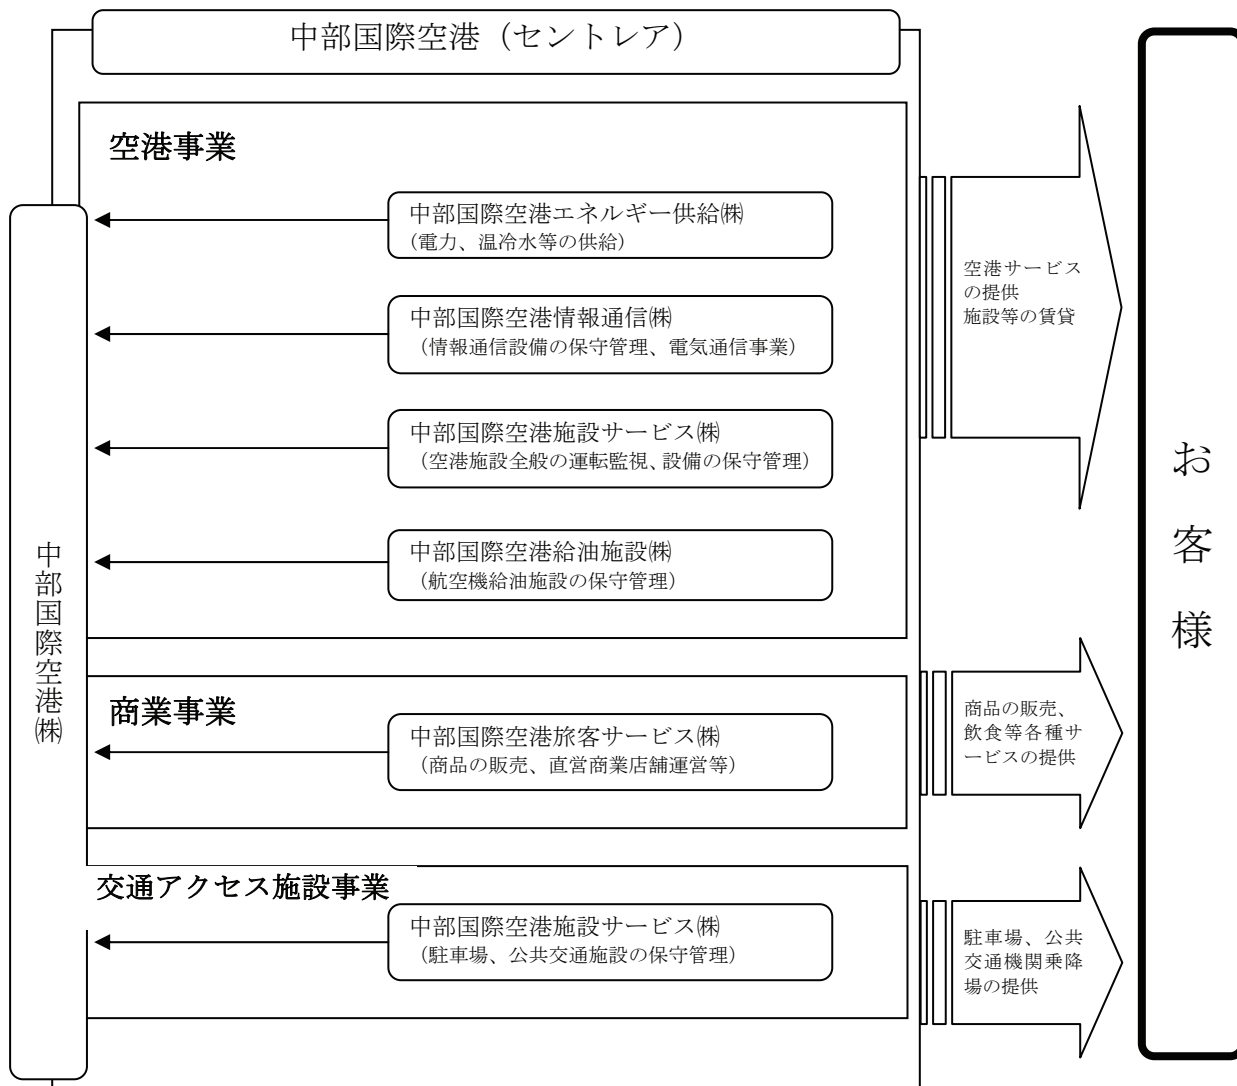 中部国際空港（セントレア）
空港事業
中部国際空港エネルギー供給㈱
（電力、温冷水等の供給）
中部国際空港情報通信㈱
（情報通信設備の保守管理、電気通信事業）
中部国際空港施設サービス㈱
（空港施設全般の運転監視、設備の保守管理）
中部国際空港給油施設㈱
（航空機給油施設の保守管理）
空港サービス
の提供
施設等の賃貸
商業事業
中部国際空港旅客サービス㈱
（商品の販売、直営商業店舗運営等）
商品の販売、
飲食等各種サ
ービスの提供
交通アクセス施設事業
中部国際空港施設サービス㈱
（駐車場、公共交通施設の保守管理）
駐車場、公共
交通機関乗降
場の提供
中部国際空港㈱
お客様